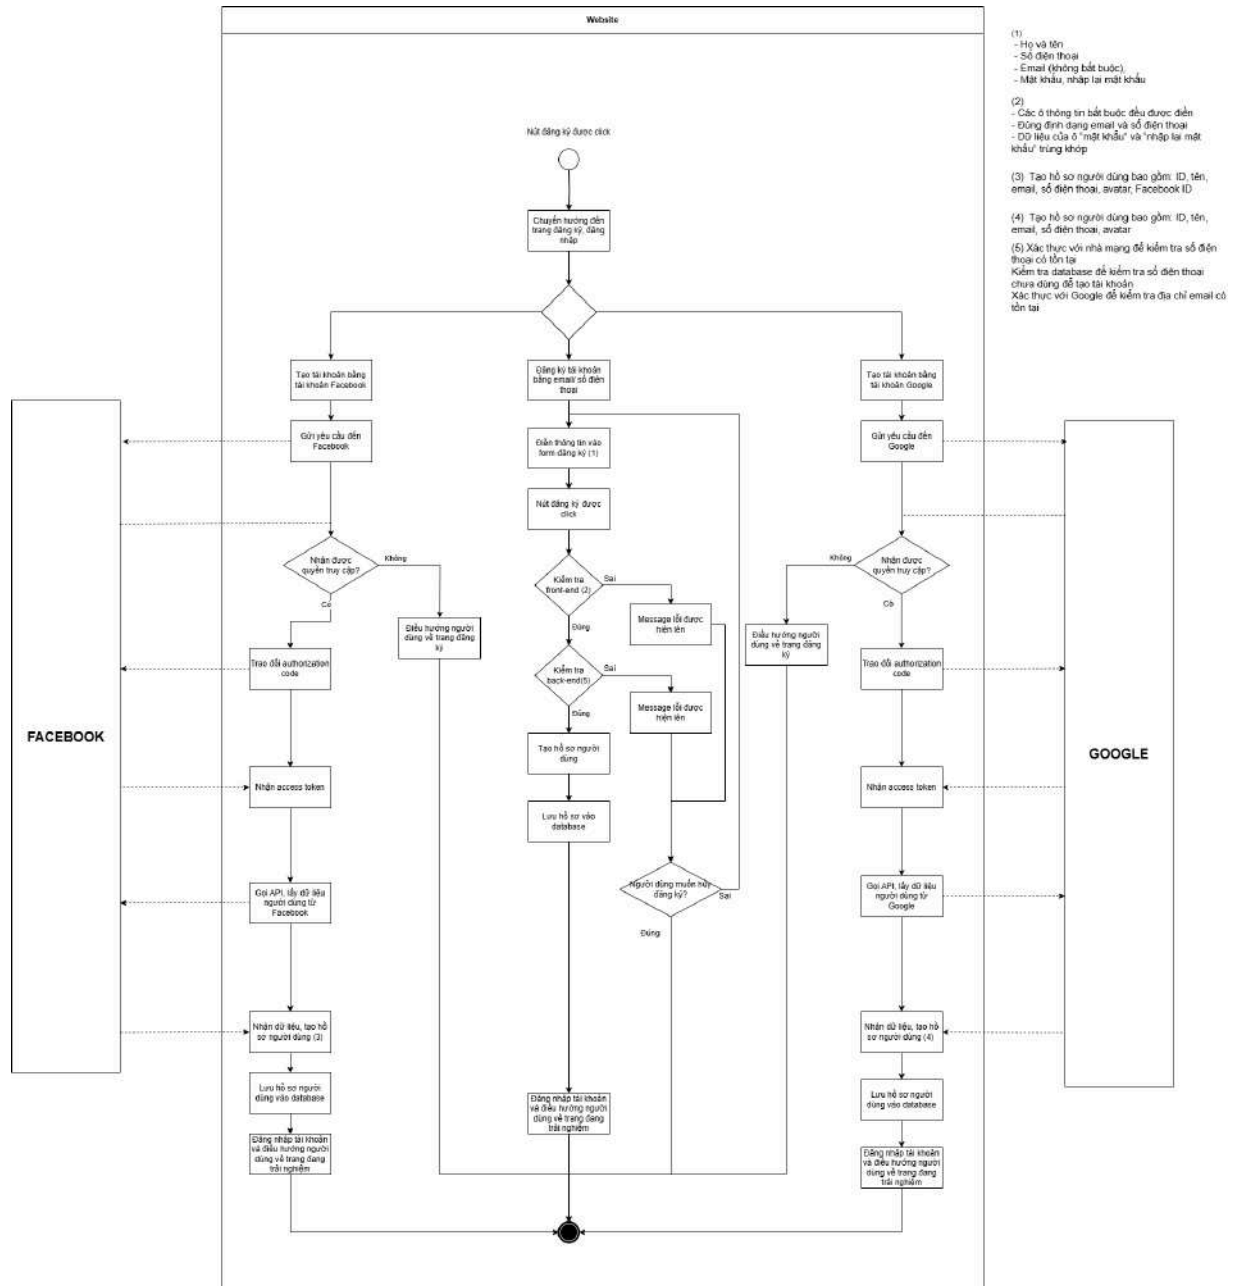 Website
(1)
- Họ và tên
- Số điện thoại
- Email (không bắt buộc),
- Mật khẩu, nhập lại mật khẩu
(2)
- Các ô thông tin bắt buộc đều được điền
- Đúng định dạng email và số điện thoại
- Dữ liệu của ô "mật khẩu" và "nhập lại mật
khẩu" trùng khớp
(3) Tạo hồ sơ người dùng bao gồm: ID, tên,
email, số điện thoại, avatar, Facebook ID
(4) Tạo hồ sơ người dùng bao gồm: ID, tên,
email, số điện thoại, avatar
(5) Xác thực với nhà mạng để kiểm tra số điện
thoại có tồn tại
Kiểm tra database để kiểm tra số điện thoại
chưa dùng để tạo tài khoản
Xác thực với Google để kiểm tra địa chỉ email có
tồn tại
Nút đăng ký được click
Chuyển hướng đến
trang đăng ký, đăng
nhập
Tạo tài khoản bằng
tài khoản Facebook
Gửi yêu cầu đến
Facebook
Nhận được
quyền truy cập?
Không
Có
Điều hướng người
dùng về trang đăng
ký
Trao đổi authorization
code
Nhận access token
Gọi API, lấy dữ liệu
người dùng từ
Facebook
Nhận dữ liệu, tạo hồ
sơ người dùng (3)
Lưu hồ sơ người
dùng vào database
Đăng nhập tài khoản
và điều hướng người
dùng về trang đang
trải nghiệm
FACEBOOK
Đăng ký tài khoản
bằng email/ số điện
thoại
Điền thông tin vào
form đăng ký (1)
Nút đăng ký được
click
Kiểm tra
front-end (2)
Sai
Message lỗi được
hiện lên
Đúng
Kiểm tra
back-end(5)
Sai
Message lỗi được
hiện lên
Đúng
Tạo hồ sơ người
dùng
Lưu hồ sơ vào
database
Người dùng muốn hủy
đăng ký?
Sai
Đúng
Đăng nhập tài khoản
và điều hướng người
dùng về trang đang
trải nghiệm
Tạo tài khoản bằng
tài khoản Google
Gửi yêu cầu đến
Google
Nhận được
quyền truy cập?
Không
Có
Điều hướng người
dùng về trang đăng
ký
Trao đổi authorization
code
Nhận access token
Gọi API, lấy dữ liệu
người dùng từ
Google
Nhận dữ liệu, tạo hồ
sơ người dùng (4)
Lưu hồ sơ người
dùng vào database
Đăng nhập tài khoản
và điều hướng người
dùng về trang đang
trải nghiệm
GOOGLE